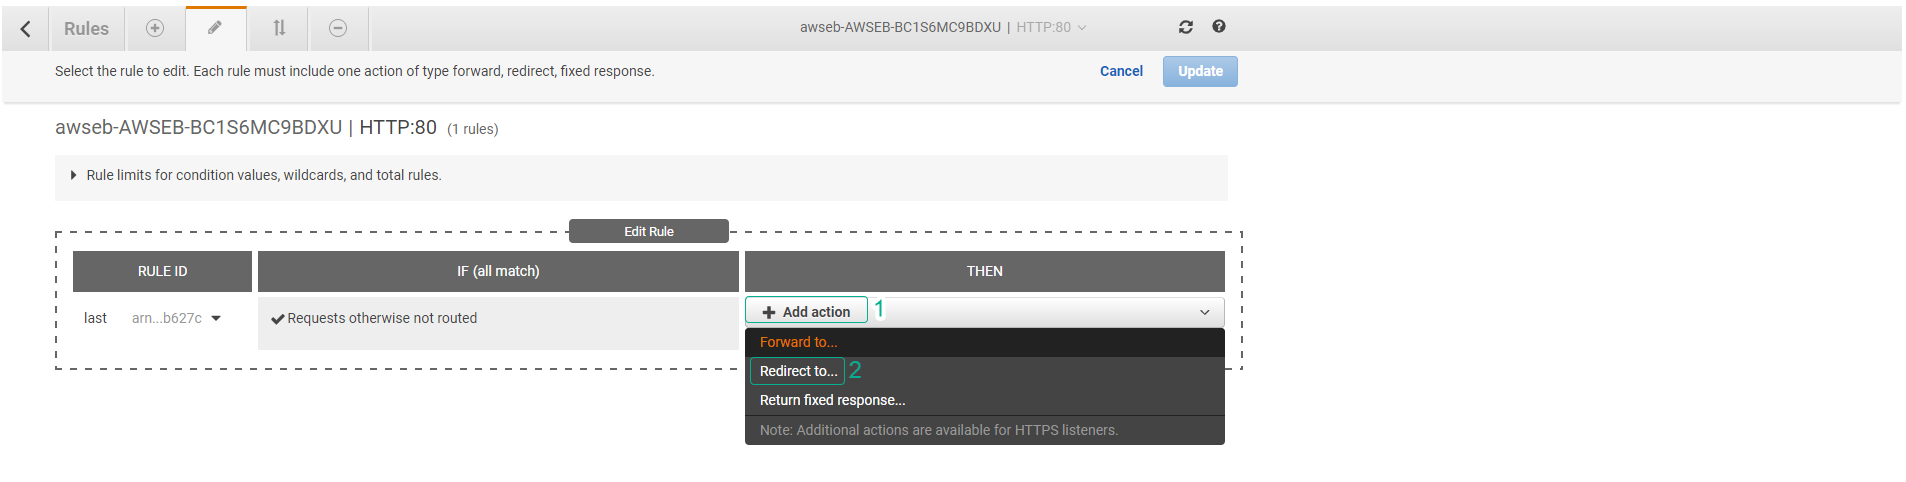 Rules
awseb-AWSEB-BC1S6MC9BDXU | HTTP:80
Select the rule to edit. Each rule must include one action of type forward, redirect, fixed response.
Cancel
Update
awseb-AWSEB-BC1S6MC9BDXU | HTTP:80 (1 rules)
Rule limits for condition values, wildcards, and total rules.
Edit Rule
RULE ID
IF (all match)
THEN
last arn...b627c
Requests otherwise not routed
Add action 1
Forward to...
Redirect to... 2
Return fixed response...
Note: Additional actions are available for HTTPS listeners.